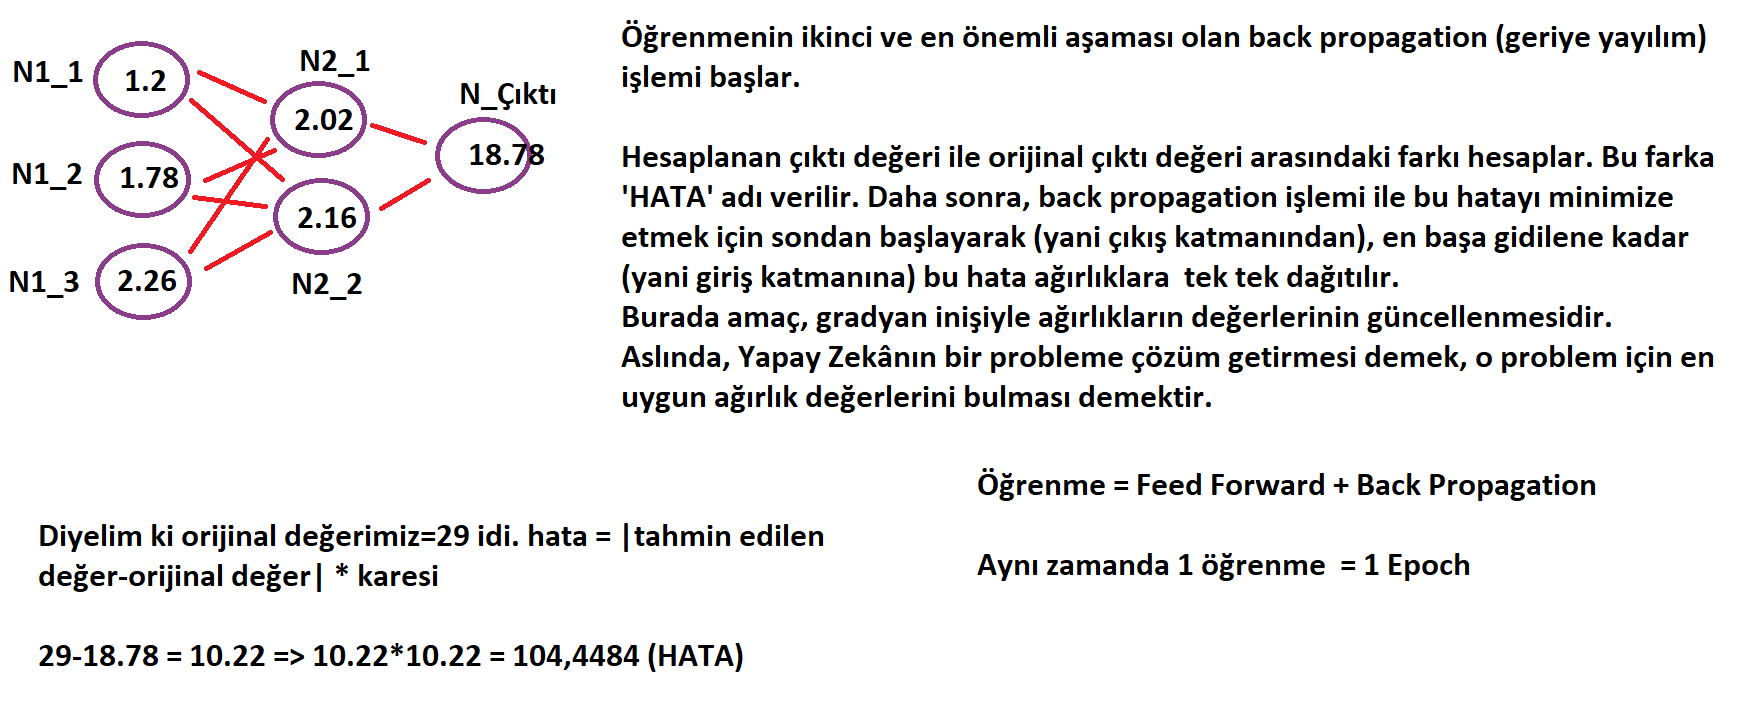 N1_1
1.2
N1_2
1.78
N1_3
2.26
N2_1
2.02
2.16
N2_2
N_Çıktı
18.78
Öğrenmenin ikinci ve en önemli aşaması olan back propagation (geriye yayılım)
işlemi başlar.
Hesaplanan çıktı değeri ile orijinal çıktı değeri arasındaki farkı hesaplar. Bu farka
'HATA' adı verilir. Daha sonra, back propagation işlemi ile bu hatayı minimize
etmek için sondan başlayarak (yani çıkış katmanından), en başa gidilene kadar
(yani giriş katmanına) bu hata ağırlıklara tek tek dağıtılır.
Burada amaç, gradyan inişiyle ağırlıkların değerlerinin güncellenmesidir.
Aslında, Yapay Zekânın bir probleme çözüm getirmesi demek, o problem için en
uygun ağırlık değerlerini bulması demektir.
Öğrenme = Feed Forward + Back Propagation
Aynı zamanda 1 öğrenme = 1 Epoch
Diyelim ki orijinal değerimiz=29 idi. hata = |tahmin edilen
değer-orijinal değer| * karesi
29-18.78 = 10.22 => 10.22*10.22 = 104,4484 (HATA)